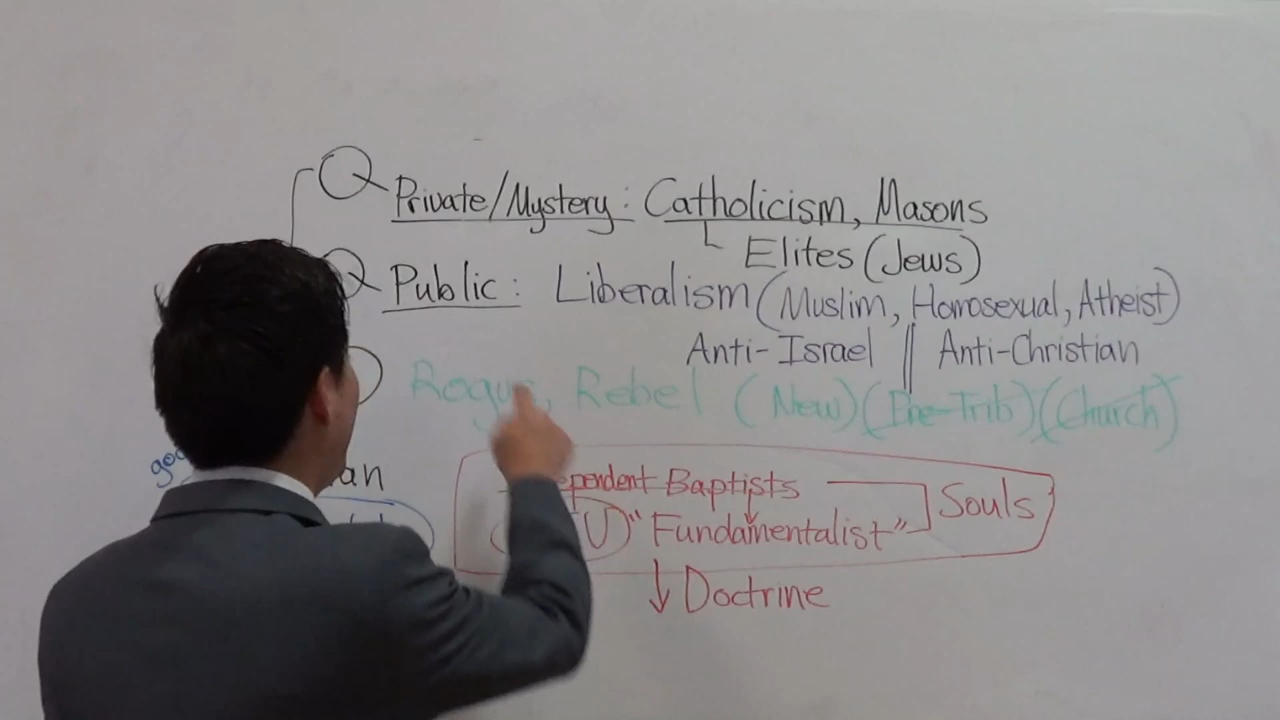 Private/Mystery: Catholicism, Masons
Elites (Jews)
Public: Liberalism (Muslim, Homosexual, Atheist)
Anti-Israel || Anti-Christian
Rebel (New) (Pre-Trib) (Church)
Baptists
Souls
"Fundamentalist"
↓ Doctrine